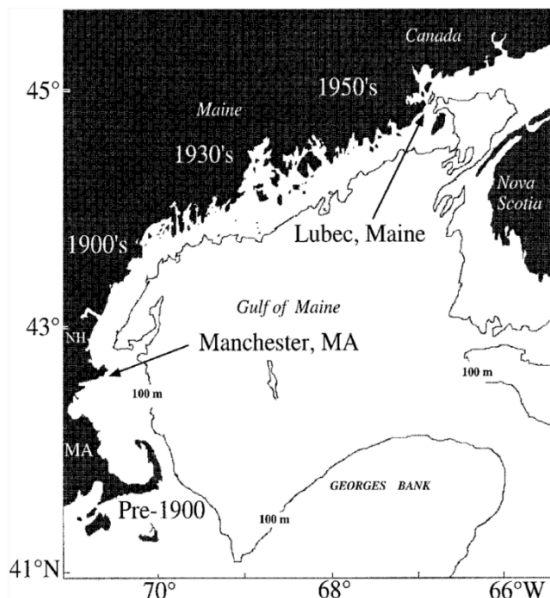 Canada
1950's
45°
Maine
1930's
Nova
Scotia
Lubec, Maine
1900's
Gulf of Maine
43°
NH
Manchester, MA
100 m
100 m
MA
GEORGES BANK
Pre-1900
100 m
41°N
70°
68°
66°W